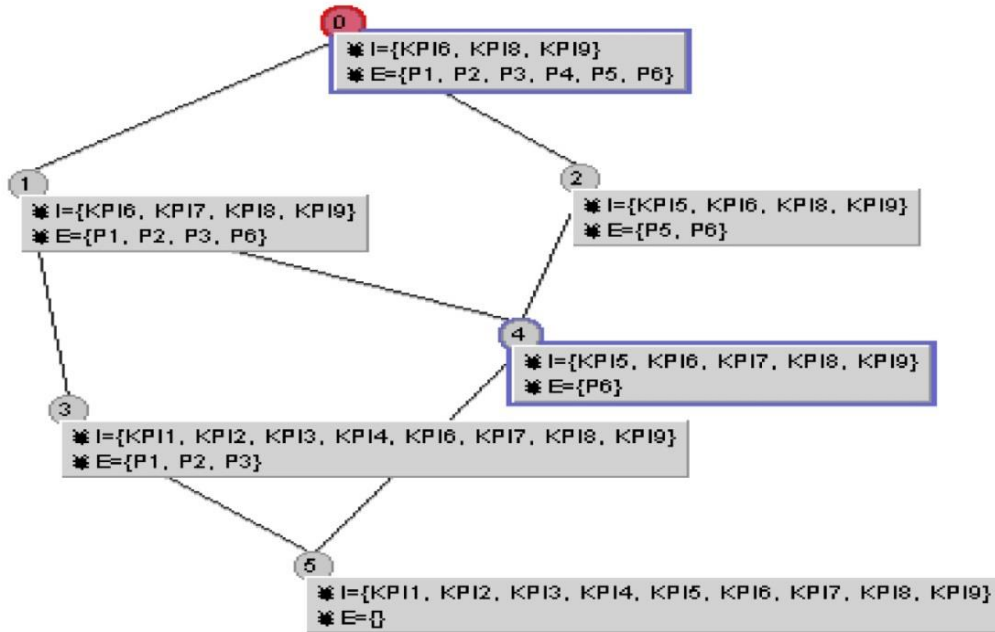 0
I={KPI6, KPI8, KPI9}
E={P1, P2, P3, P4, P5, P6}
1
I={KPI6, KPI7, KPI8, KPI9}
E={P1, P2, P3, P6}
2
I={KPI5, KPI6, KPI8, KPI9}
E={P5, P6}
4
I={KPI5, KPI6, KPI7, KPI8, KPI9}
E={P6}
3
I={KPI1, KPI2, KPI3, KPI4, KPI6, KPI7, KPI8, KPI9}
E={P1, P2, P3}
5
I={KPI1, KPI2, KPI3, KPI4, KPI5, KPI6, KPI7, KPI8, KPI9}
E={}